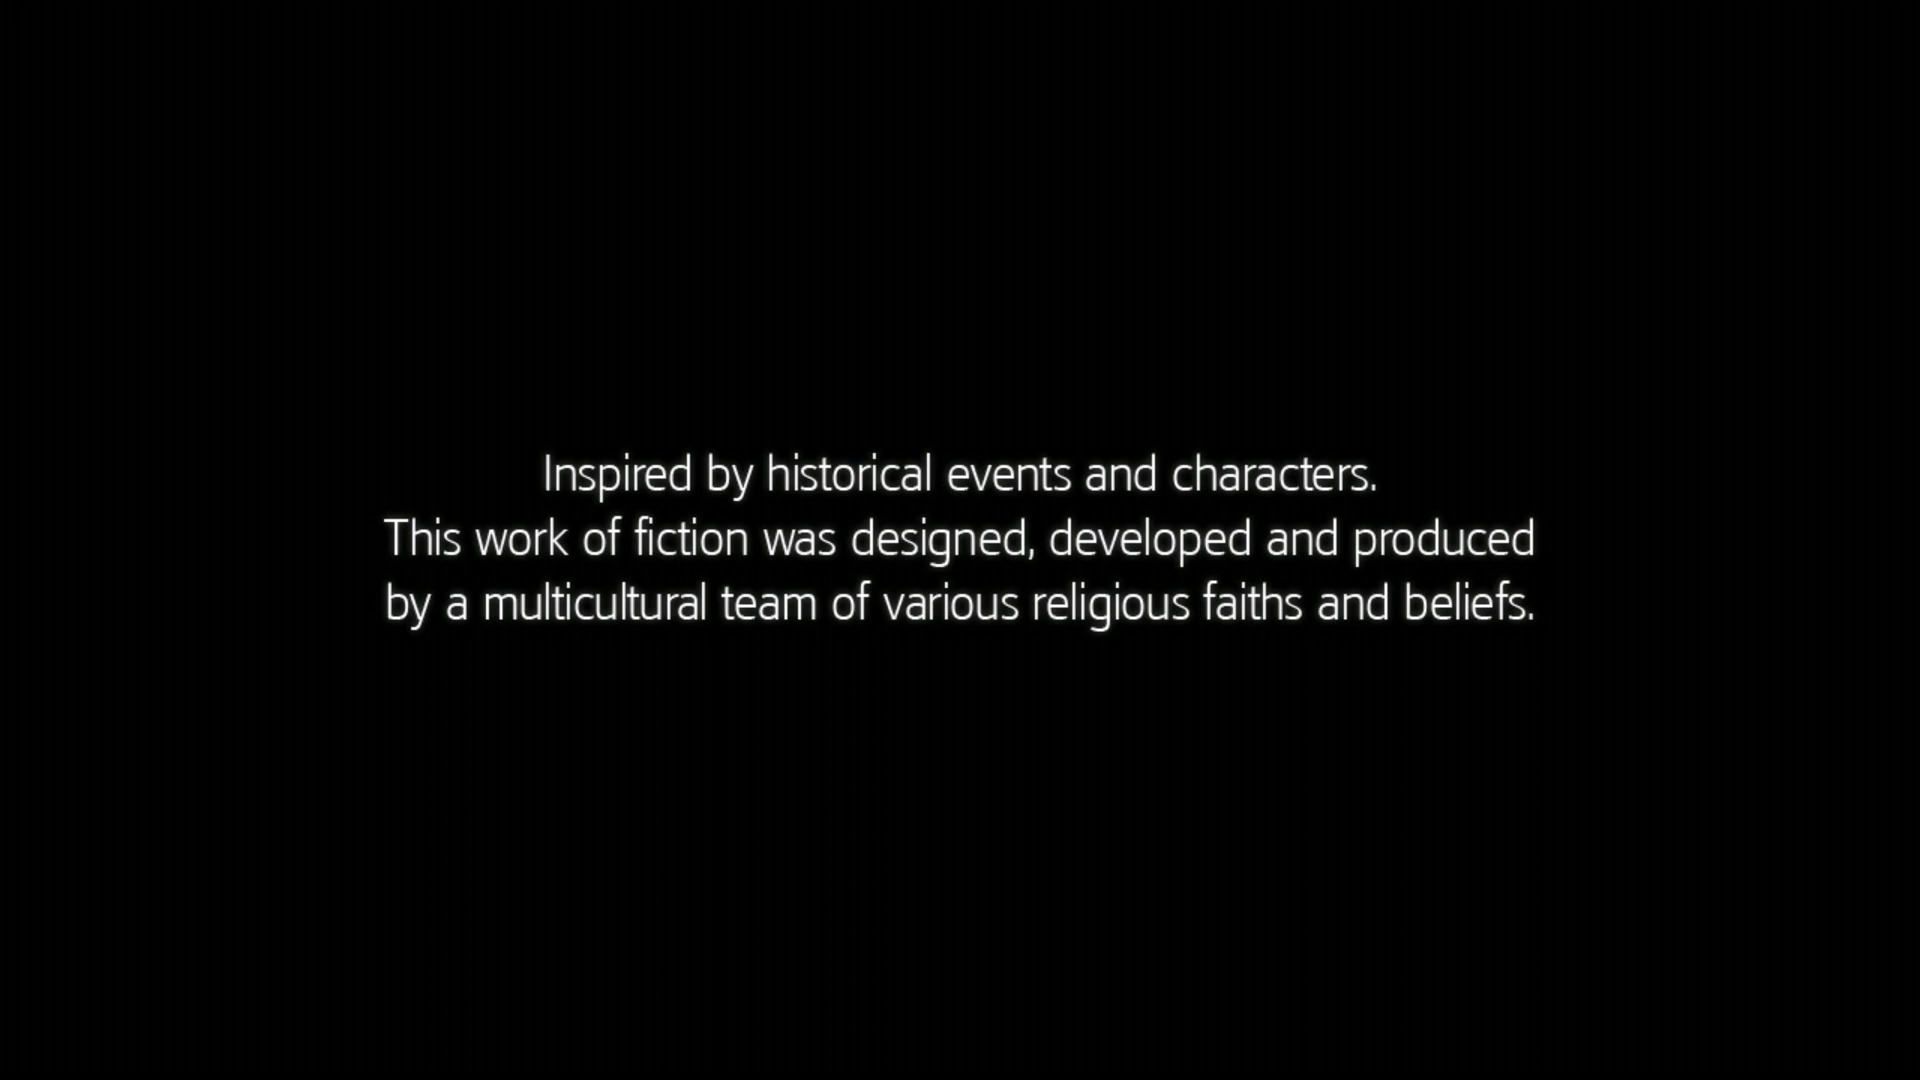 Inspired by historical events and characters.
This work of fiction was designed, developed and produced
by a multicultural team of various religious faiths and beliefs.